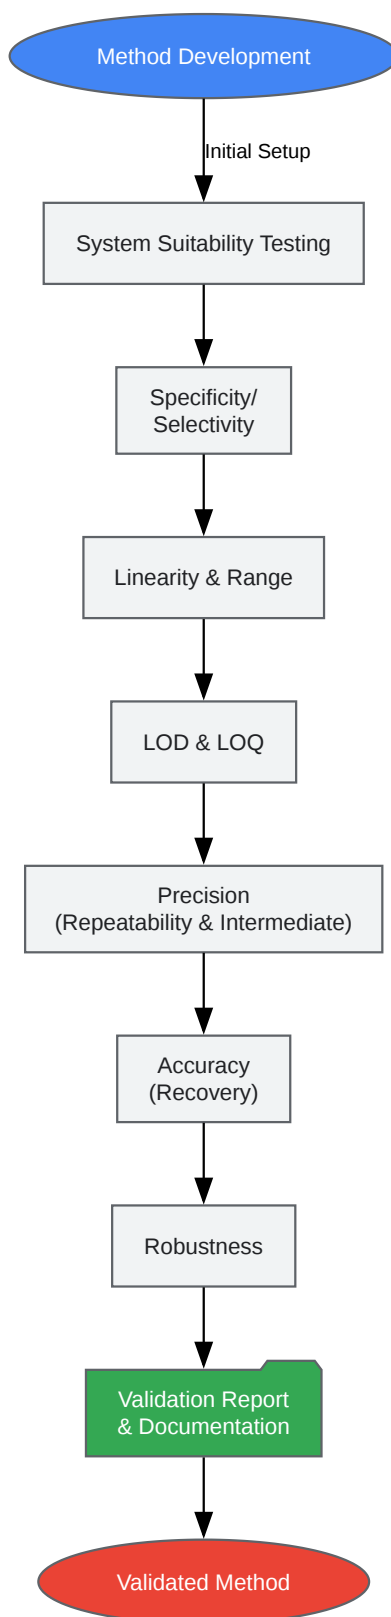 Method Development
Initial Setup
System Suitability Testing
Specificity/
Selectivity
Linearity & Range
LOD & LOQ
Precision
(Repeatability & Intermediate)
Accuracy
(Recovery)
Robustness
Validation Report
& Documentation
Validated Method